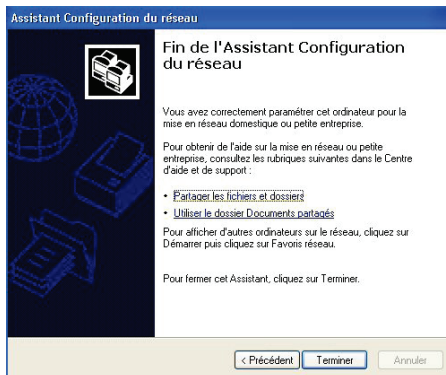 Assistant Configuration du réseau
Fin de l'Assistant Configuration
du réseau
Vous avez correctement paramétré cet ordinateur pour la
mise en réseau domestique ou petite entreprise.
Pour obtenir de l'aide sur la mise en réseau ou petite
entreprise, consultez les rubriques suivantes dans le Centre
d'aide et de support :
• Partager les fichiers et dossiers
• Utiliser le dossier Documents partagés
Pour afficher d'autres ordinateurs sur le réseau, cliquez sur
Démarrer puis cliquez sur Favoris réseau.
Pour fermer cet Assistant, cliquez sur Terminer.
< Précédent Terminer Annuler